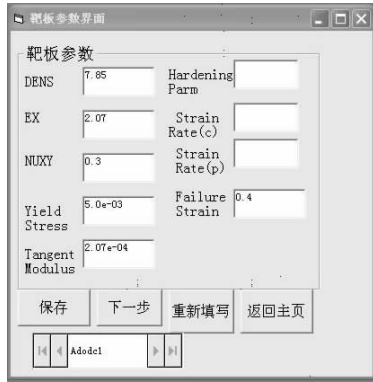 靶板参数界面
靶板参数
DENS 7.85
EX 2.07
NUXY 0.3
Yield Stress 5.0e-03
Tangent Modulus 2.07e-04
Hardening Parm
Strain Rate(c)
Strain Rate(p)
Failure Strain 0.4
保存 下一步 重新填写 返回主页
Adodc1